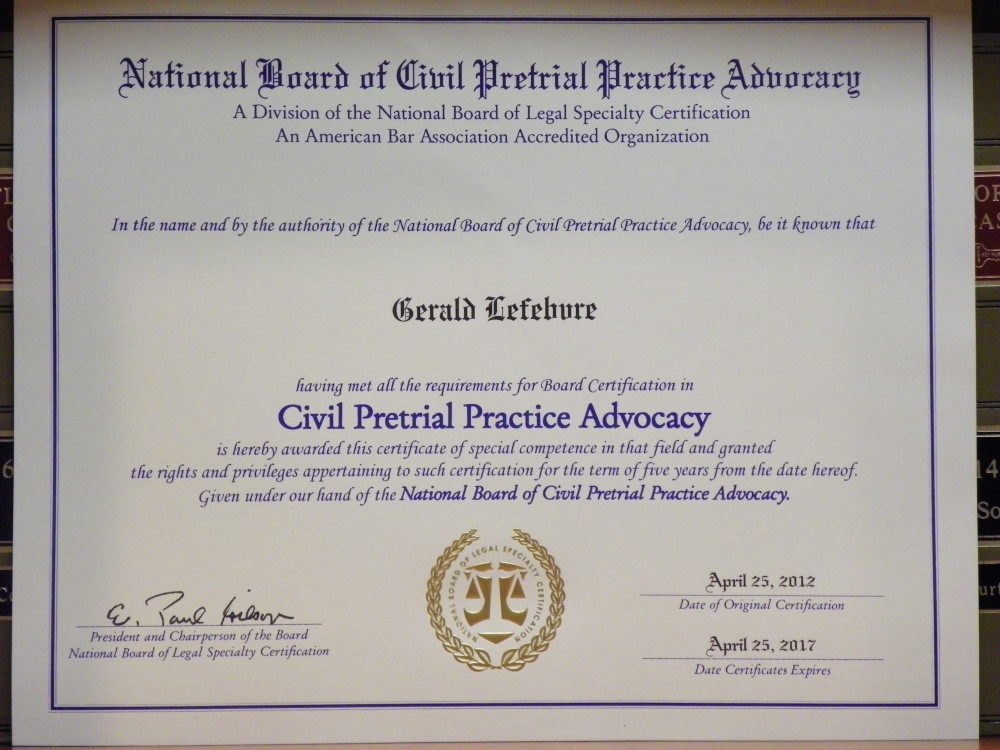 National Board of Civil Pretrial Practice Advocacy
A Division of the National Board of Legal Specialty Certification
An American Bar Association Accredited Organization
In the name and by the authority of the National Board of Civil Pretrial Practice Advocacy, be it known that
Gerald Lefebvre
having met all the requirements for Board Certification in
Civil Pretrial Practice Advocacy
is hereby awarded this certificate of special competence in that field and granted
the rights and privileges appertaining to such certification for the term of five years from the date hereof.
Given under our hand of the National Board of Civil Pretrial Practice Advocacy.
NATIONAL BOARD OF LEGAL SPECIALTY CERTIFICATION
President and Chairperson of the Board
National Board of Legal Specialty Certification
April 25, 2012
Date of Original Certification
April 25, 2017
Date Certificates Expires